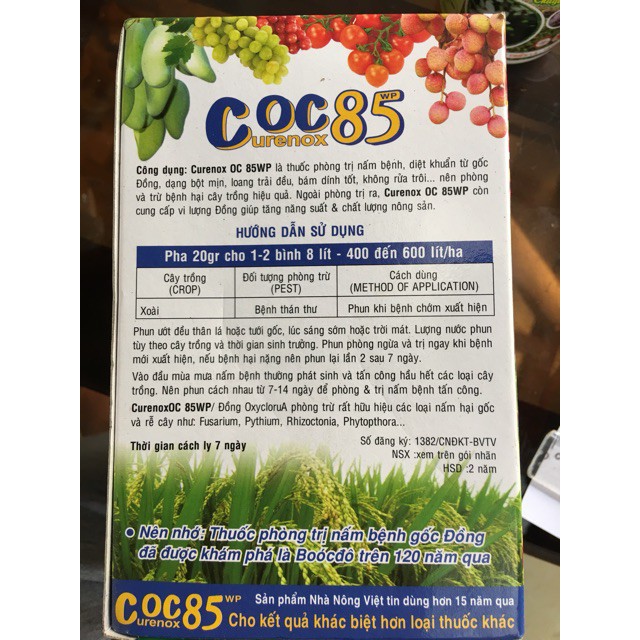 COC85 WP
Curenox
Công dụng: Curenox OC 85WP là thuốc phòng trị nấm bệnh, diệt khuẩn từ gốc
Đồng, dạng bột mịn, loang trải đều, bám dính tốt, không rửa trôi... nên phòng
và trừ bệnh hại cây trồng hiệu quả. Ngoài phòng trị ra, Curenox OC 85WP còn
cung cấp vi lượng Đồng giúp tăng năng suất & chất lượng nông sản.
HƯỚNG DẪN SỬ DỤNG
Pha 20gr cho 1-2 bình 8 lít - 400 đến 600 lít/ha
Cây trồng (CROP) Đối tượng phòng trừ (PEST) Cách dùng (METHOD OF APPLICATION)
Xoài Bệnh thán thư Phun khi bệnh chớm xuất hiện
Phun ướt đều thân lá hoặc tưới gốc, lúc sáng sớm hoặc trời mát. Lượng nước phun
tùy theo cây trồng và thời gian sinh trưởng. Phun phòng ngừa và trị ngay khi bệnh
mới xuất hiện, nếu bệnh hại nặng nên phun lại lần 2 sau 7 ngày.
Vào đầu mùa mưa nấm bệnh thường phát sinh và tấn công hầu hết các loại cây
trồng. Nên phun cách nhau từ 7-14 ngày để phòng & trị nấm bệnh tấn công.
CurenoxOC 85WP/ Đồng OxycloruA phòng trừ rất hữu hiệu các loại nấm hại gốc
và rễ cây như: Fusarium, Pythium, Rhizoctonia, Phytopthora...
Thời gian cách ly 7 ngày
Số đăng ký: 1382/CNĐKT-BVTV
NSX :xem trên gói nhãn
HSD :2 năm
• Nên nhớ: Thuốc phòng trị nấm bệnh gốc Đồng
đã được khám phá là Boócđô trên 120 năm qua
COC85 WP
Curenox
Sản phẩm Nhà Nông Việt tin dùng hơn 15 năm qua
Cho kết quả khác biệt hơn loại thuốc khác